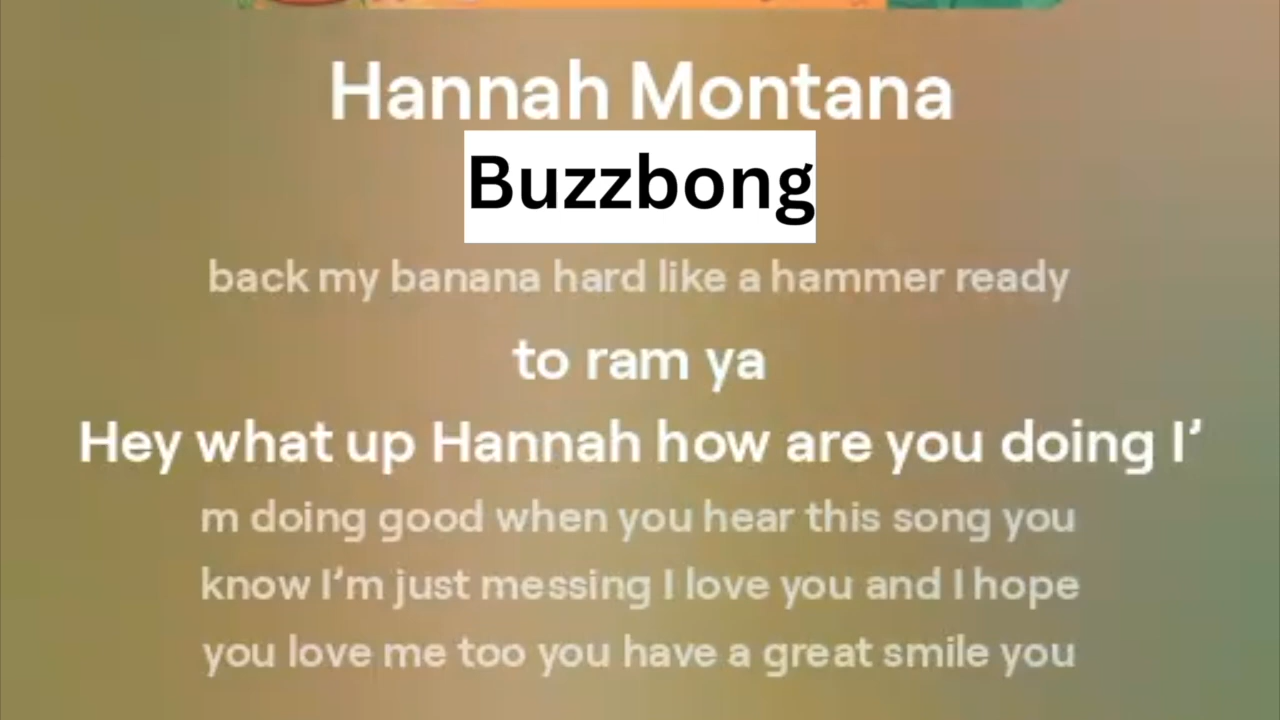 Hannah Montana
Buzzbong
back my banana hard like a hammer ready
to ram ya
Hey what up Hannah how are you doing I’
m doing good when you hear this song you
know I’m just messing I love you and I hope
you love me too you have a great smile you